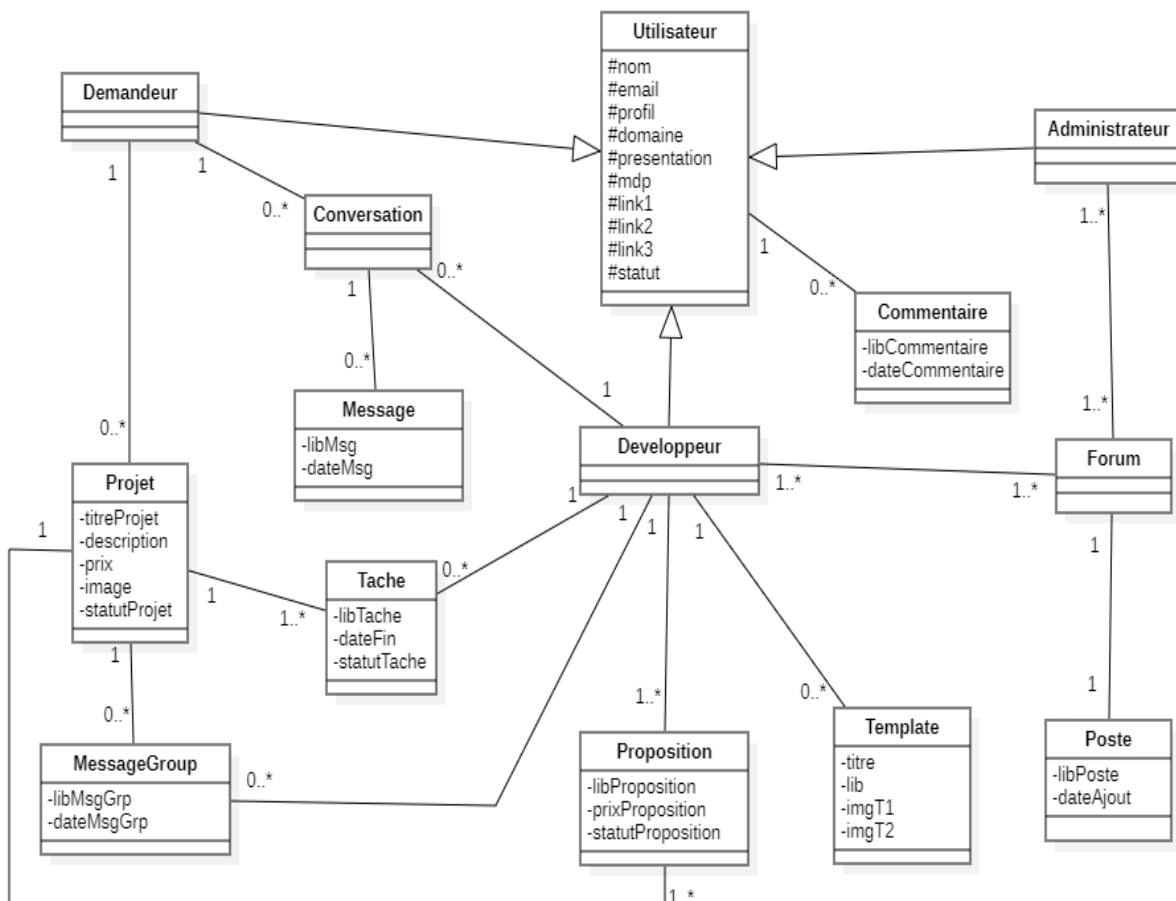 Utilisateur
#nom
#email
#profil
#domaine
#presentation
#mdp
#link1
#link2
#link3
#statut
Demandeur
1
1
Administrateur
1..*
0..*
Conversation
1
0..*
1
0..*
Commentaire
-libCommentaire
-dateCommentaire
0..*
Message
-libMsg
-dateMsg
1
1..*
0..*
Developpeur
1
1
1
1
1..*
1..*
Forum
1
Projet
-titreProjet
-description
-prix
-image
-statutProjet
1
1
1..*
1
Tache
-libTache
-dateFin
-statutTache
0..*
0..*
MessageGroup
-libMsgGrp
-dateMsgGrp
0..*
1..*
Proposition
-libProposition
-prixProposition
-statutProposition
1..*
0..*
Template
-titre
-lib
-imgT1
-imgT2
1
Poste
-libPoste
-dateAjout